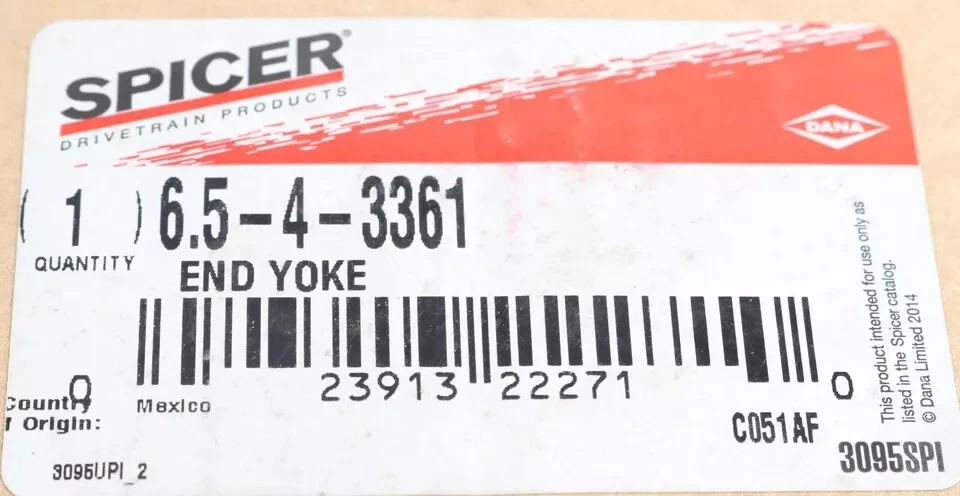 SPICER®
DRIVETRAIN PRODUCTS
DANA
( 1 ) 6.5-4-3361
QUANTITY
END YOKE
0 23913 22271 0
Country Mexico
f Origin:
C051AF
3095UPI_2
3095SPI
This product intended for use only as
listed in the Spicer catalog.
© Dana Limited 2014